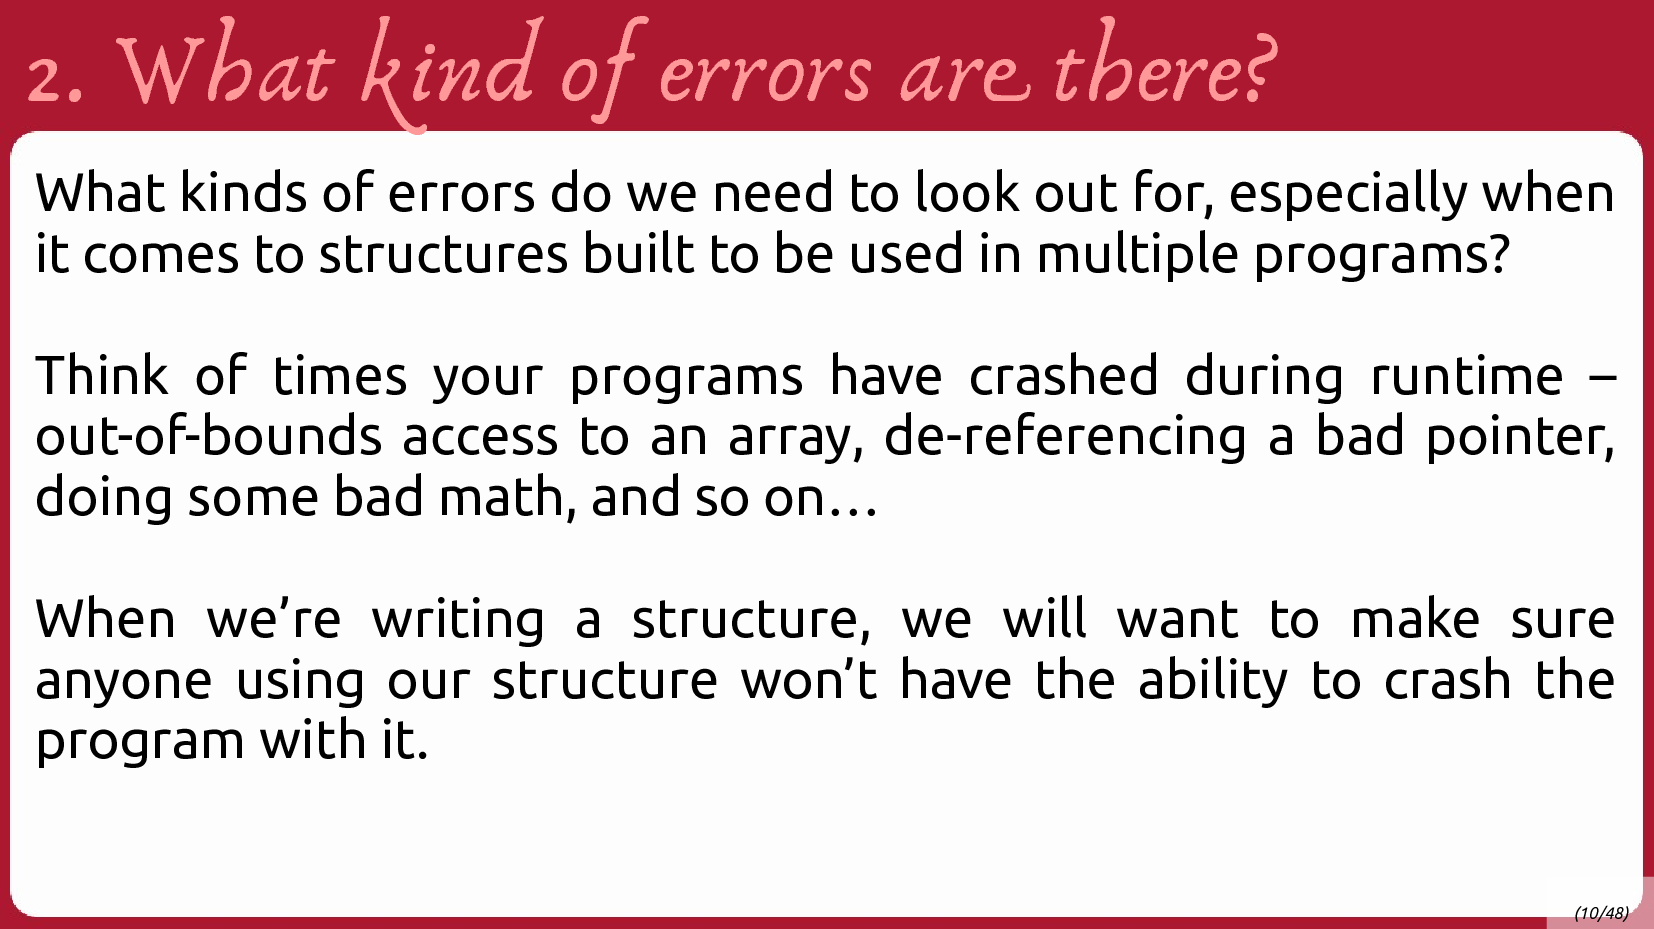 2. What kind of errors are there?
What kinds of errors do we need to look out for, especially when
it comes to structures built to be used in multiple programs?
Think of times your programs have crashed during runtime –
out-of-bounds access to an array, de-referencing a bad pointer,
doing some bad math, and so on…
When we’re writing a structure, we will want to make sure
anyone using our structure won’t have the ability to crash the
program with it.
(10/48)